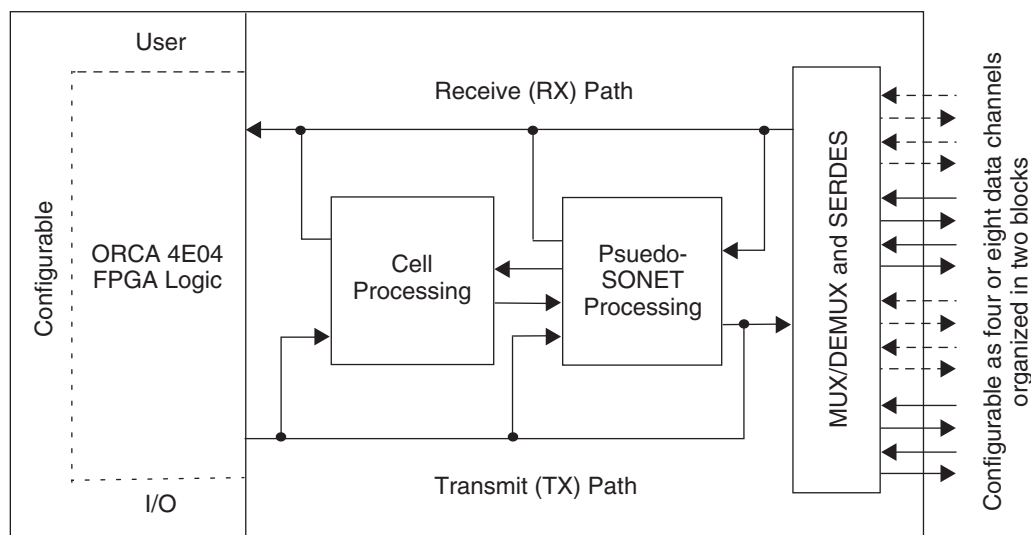 User
Configurable
ORCA 4E04
FPGA Logic
I/O
Receive (RX) Path
Cell
Processing
Psuedo-
SONET
Processing
Transmit (TX) Path
MUX/DEMUX and SERDES
Configurable as four or eight data channels
organized in two blocks